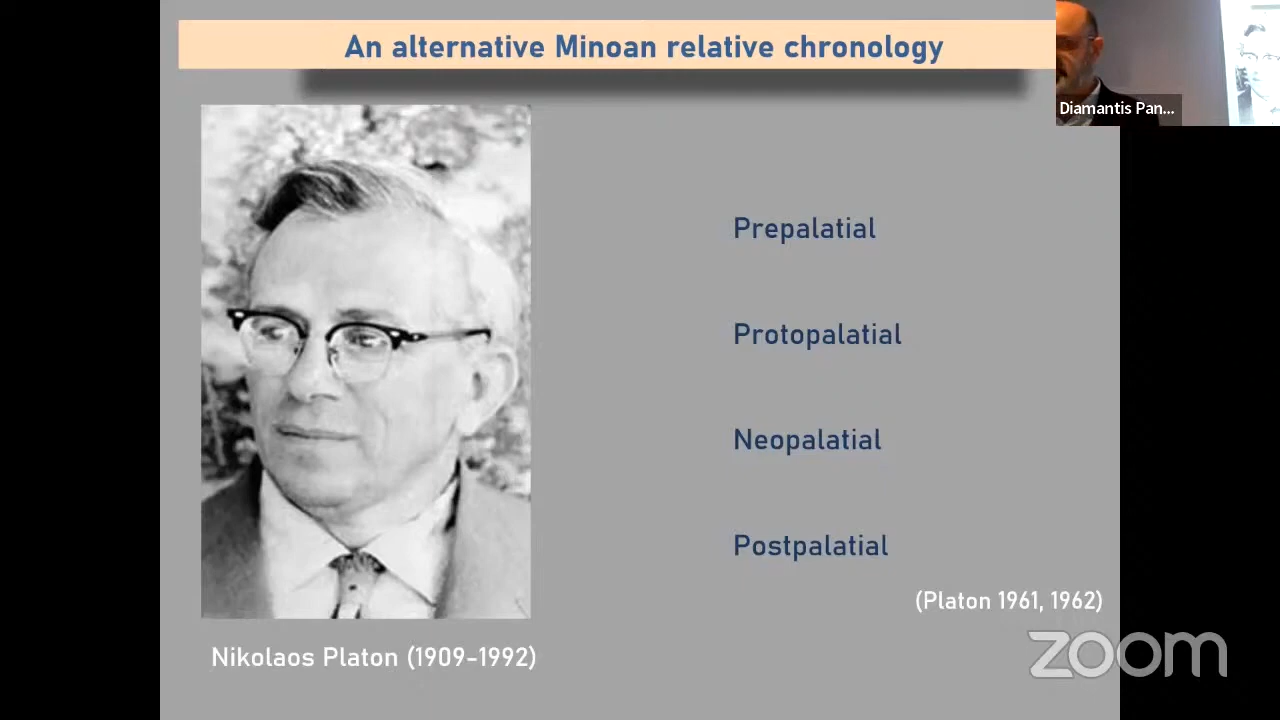 An alternative Minoan relative chronology
Diamantis Pan...
Prepalatial
Protopalatial
Neopalatial
Postpalatial
(Platon 1961, 1962)
Nikolaos Platon (1909-1992)
zoom